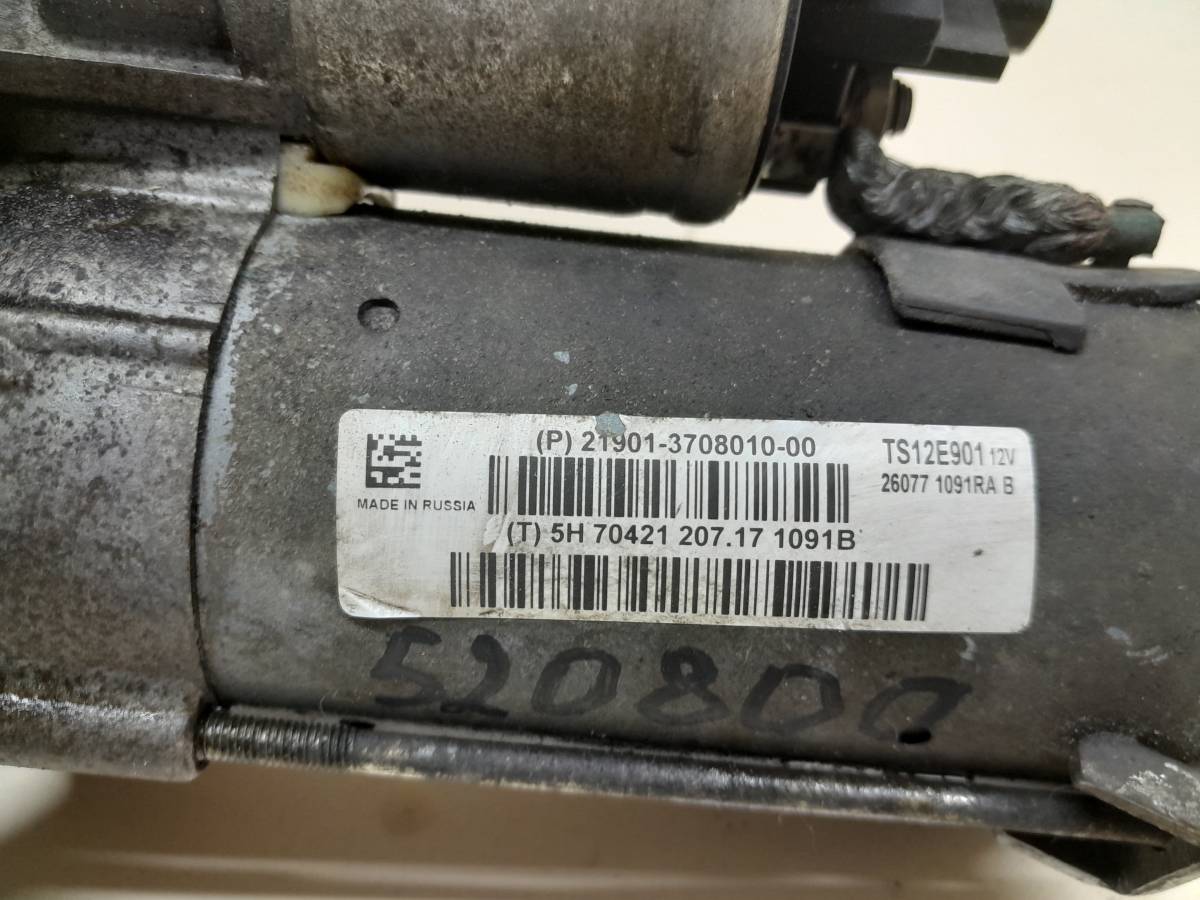 (P) 21901-3708010-00
TS12E901 12V
26077 1091RA B
MADE IN RUSSIA
(T) 5H 70421 207.17 1091B
520800